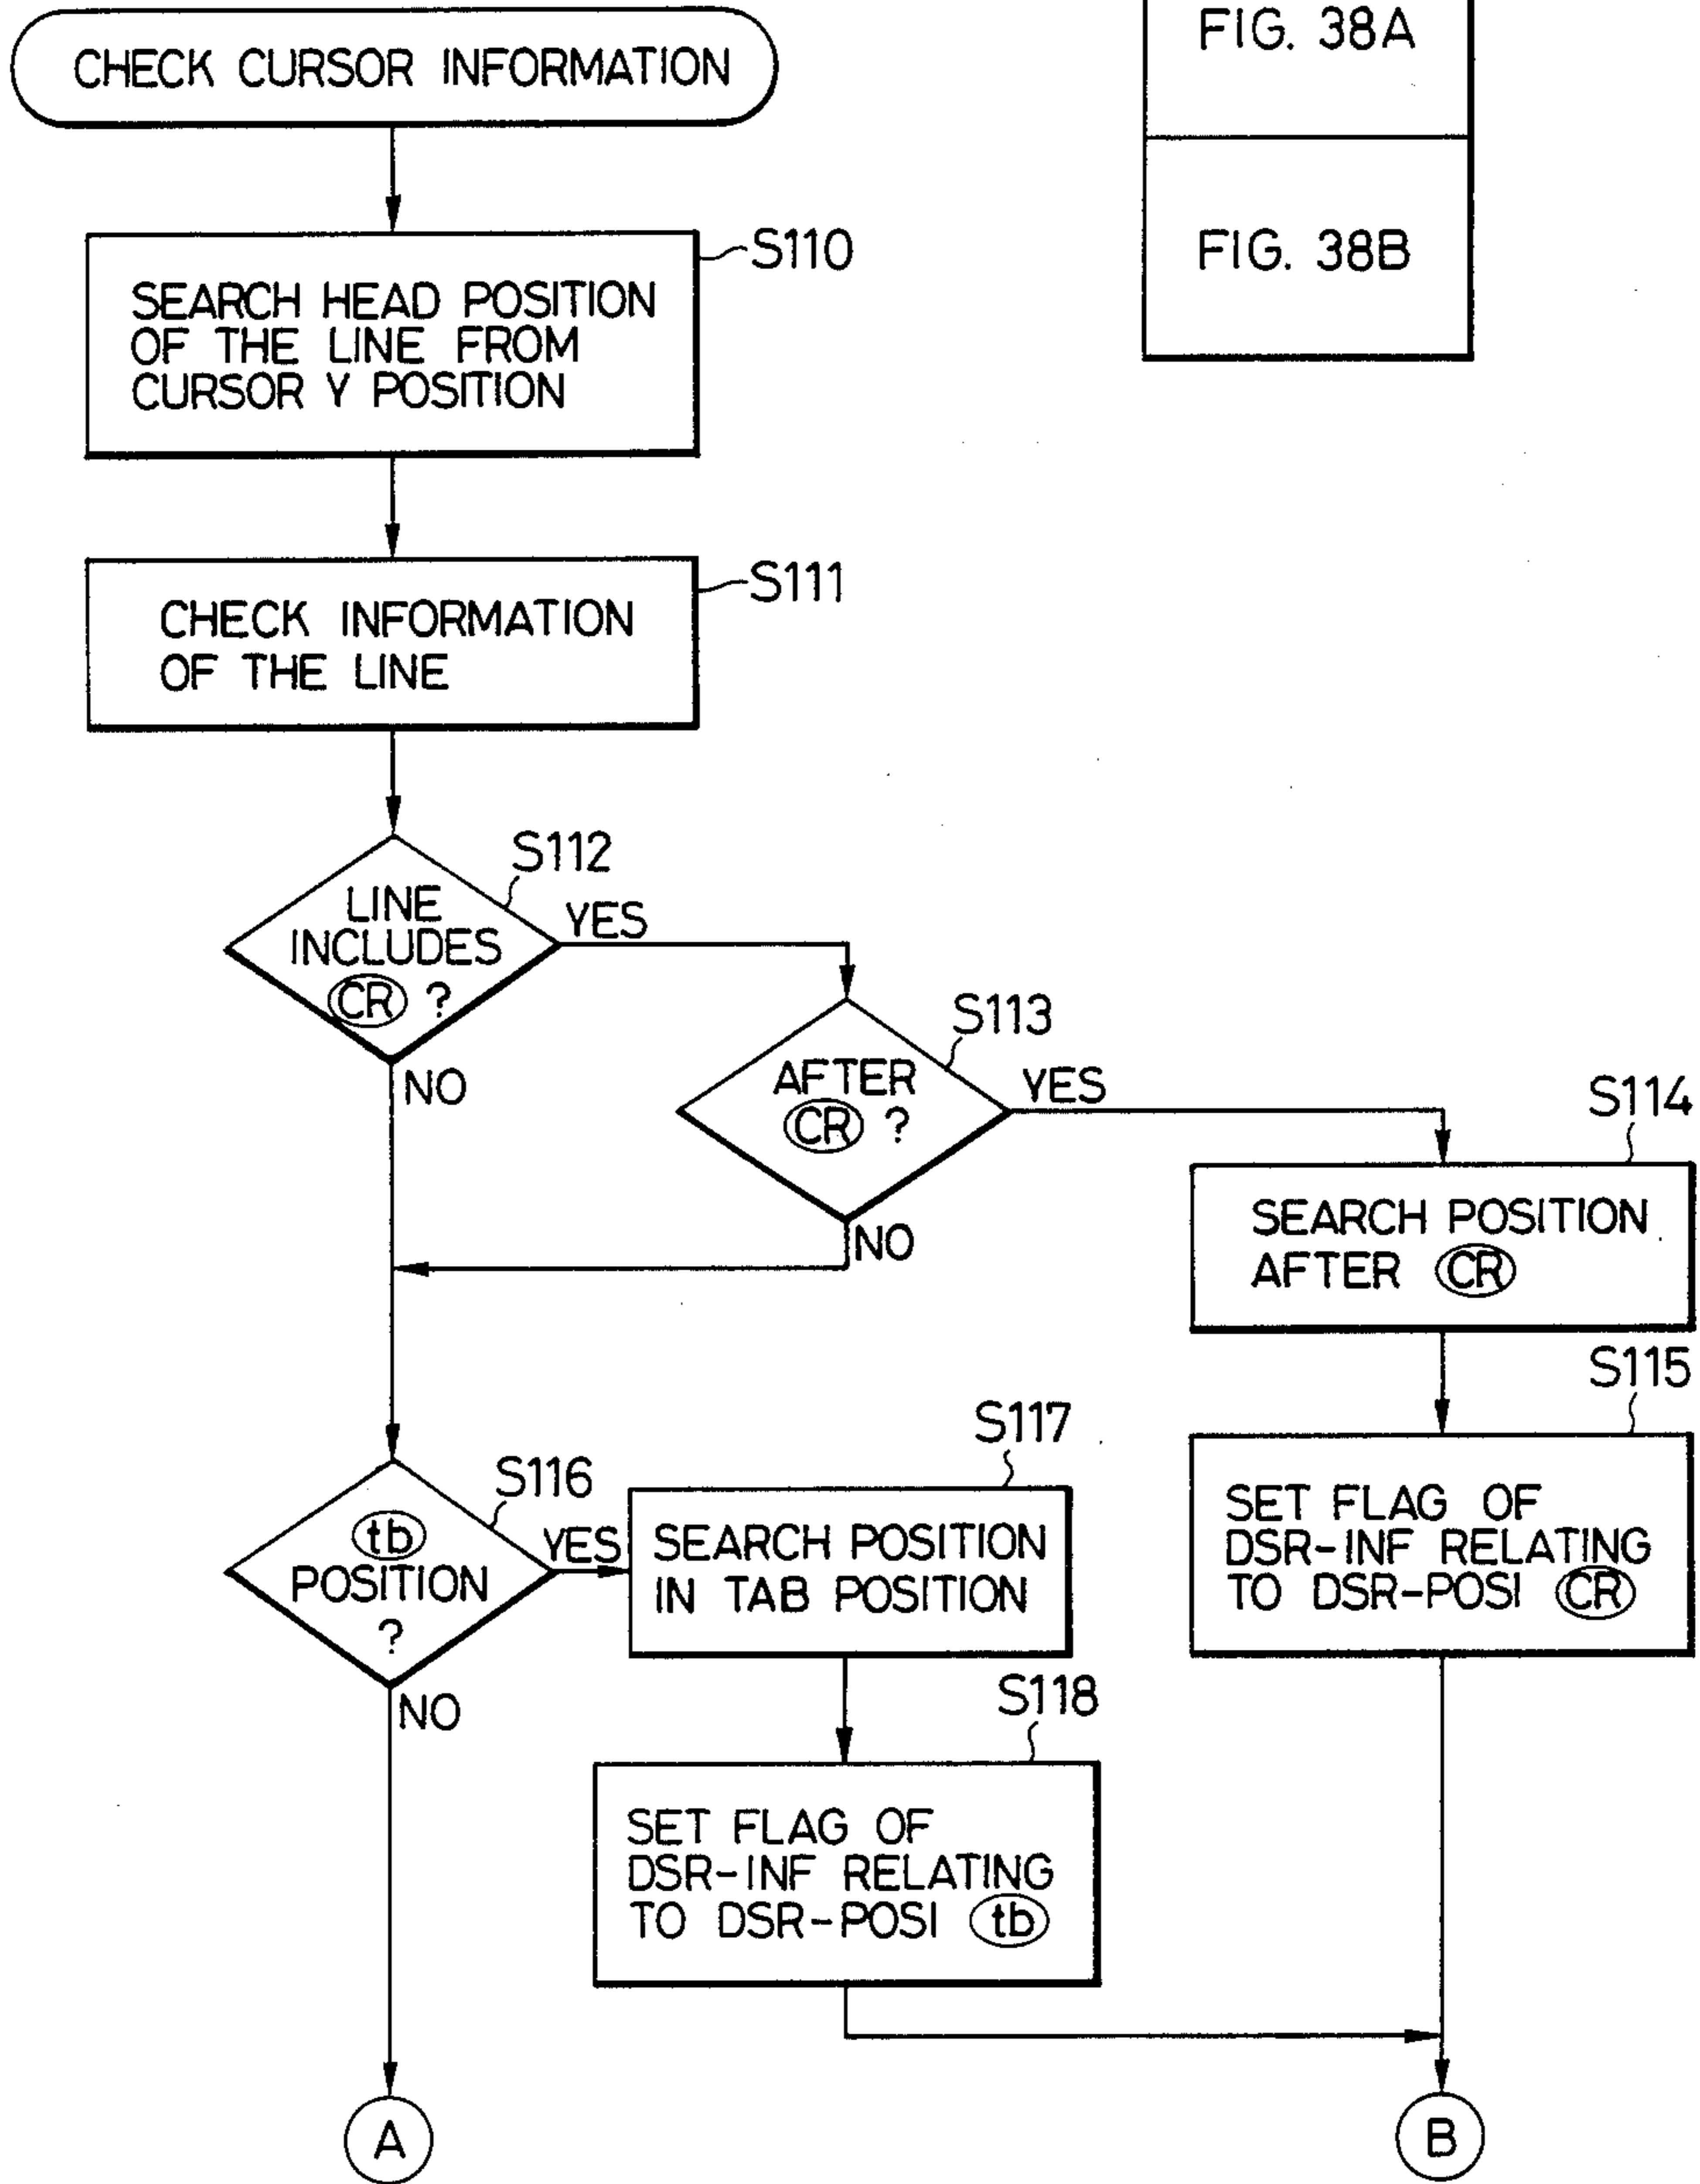 CHECK CURSOR INFORMATION
FIG. 38A
FIG. 38B
S110
SEARCH HEAD POSITION
OF THE LINE FROM
CURSOR Y POSITION
S111
CHECK INFORMATION
OF THE LINE
S112
LINE
INCLUDES
CR ?
YES
NO
S113
AFTER
CR ?
YES
NO
S114
SEARCH POSITION
AFTER CR
S115
SET FLAG OF
DSR-INF RELATING
TO DSR-POSI CR
S116
tb
POSITION
?
YES
NO
S117
SEARCH POSITION
IN TAB POSITION
S118
SET FLAG OF
DSR-INF RELATING
TO DSR-POSI tb
A
B